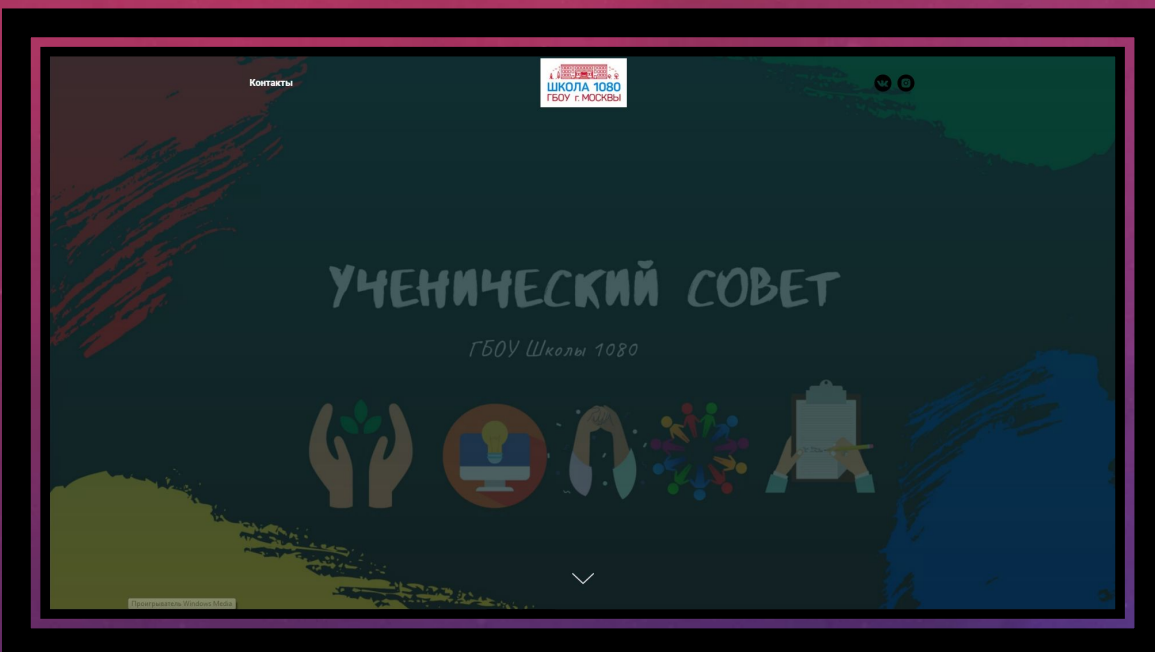 Контакты
ШКОЛА 1080
ГБОУ г. МОСКВЫ
УЧЕНИЧЕСКИЙ СОВЕТ
ГБОУ Школы 1080
Проигрыватель Windows Media